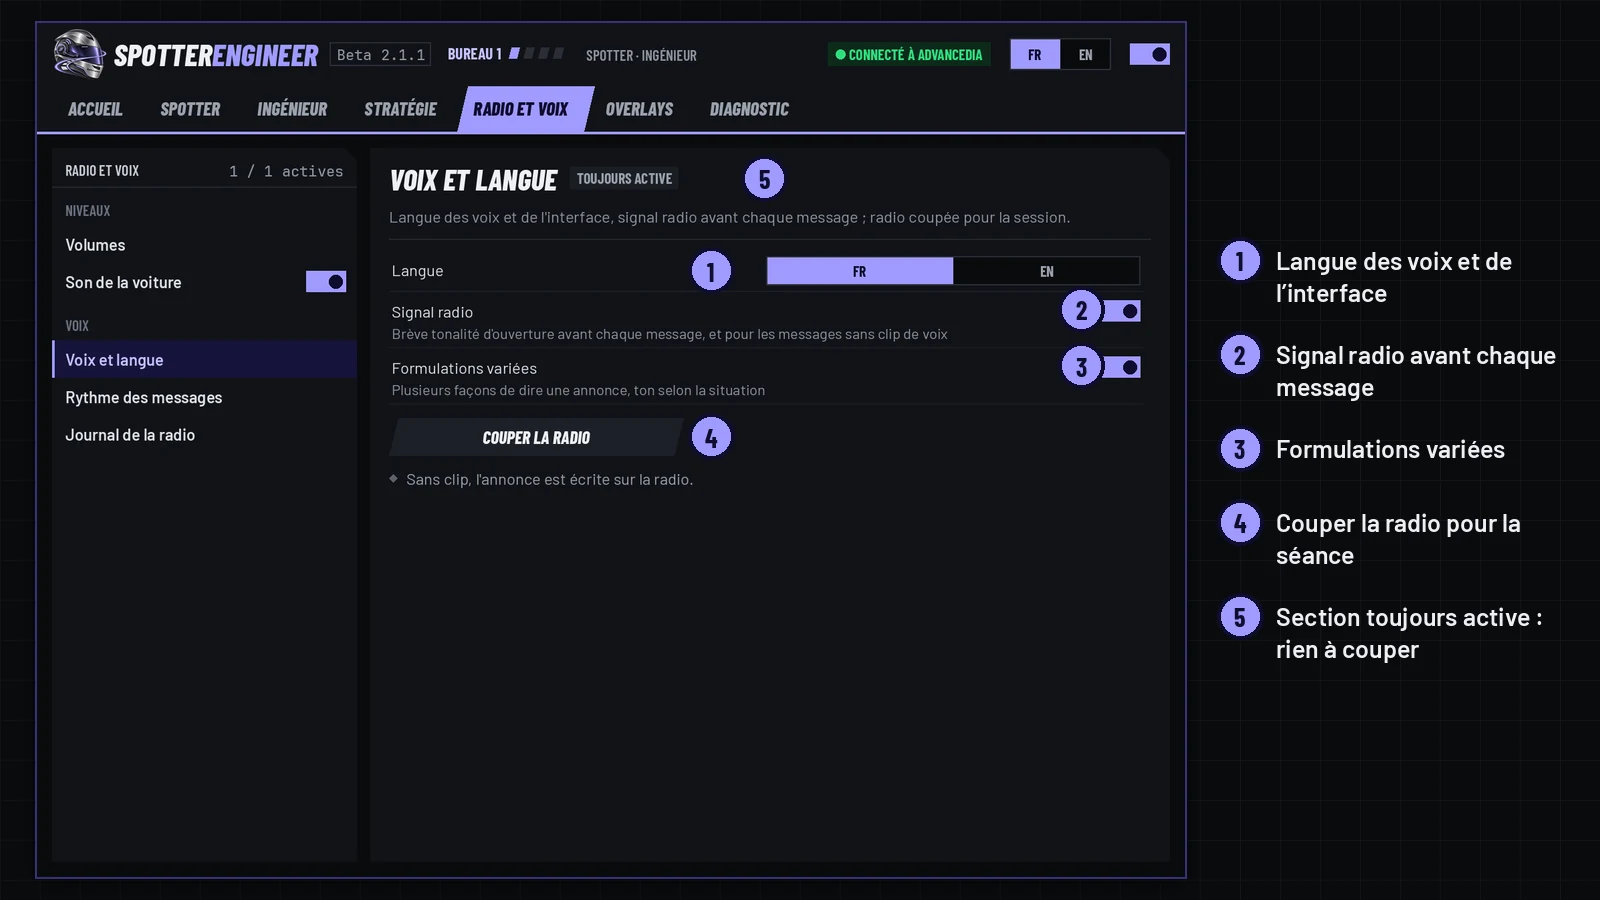 SPOTTERENGINEER Beta 2.1.1 BUREAU 1 SPOTTER · INGÉNIEUR CONNECTÉ À ADVANCEDIA FR EN
ACCUEIL SPOTTER INGÉNIEUR STRATÉGIE RADIO ET VOIX OVERLAYS DIAGNOSTIC
RADIO ET VOIX 1 / 1 actives
NIVEAUX
Volumes
Son de la voiture
VOIX
Voix et langue
Rythme des messages
Journal de la radio
VOIX ET LANGUE TOUJOURS ACTIVE 5
Langue des voix et de l'interface, signal radio avant chaque message ; radio coupée pour la session.
Langue 1 FR EN
Signal radio 2
Brève tonalité d'ouverture avant chaque message, et pour les messages sans clip de voix
Formulations variées 3
Plusieurs façons de dire une annonce, ton selon la situation
COUPER LA RADIO 4
Sans clip, l'annonce est écrite sur la radio.
1 Langue des voix et de
l’interface
2 Signal radio avant chaque
message
3 Formulations variées
4 Couper la radio pour la
séance
5 Section toujours active :
rien à couper